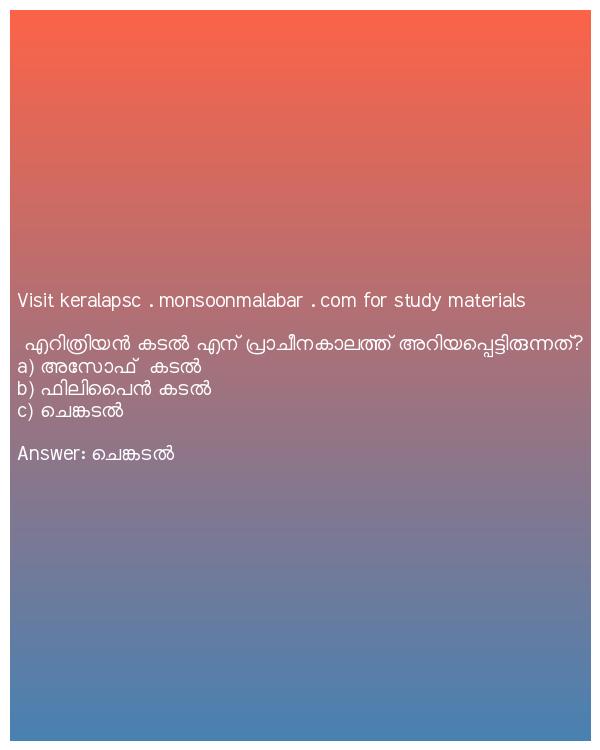 Visit keralapsc . monsoonmalabar . com for study materials
എറിത്രിയൻ കടൽ എന് പ്രാചീനകാലത്ത് അറിയപ്പെട്ടിരുന്നത്?
a) അസോഫ് കടൽ
b) ഫിലിപൈൻ കടൽ
c) ചെങ്കടൽ
Answer: ചെങ്കടൽ